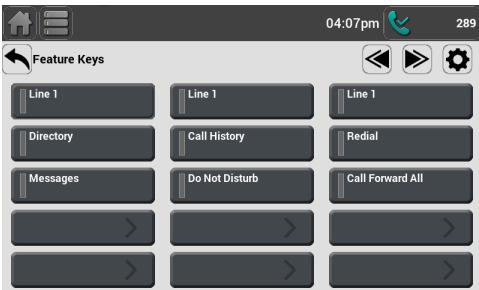 04:07pm 289
Feature Keys
Line 1 Line 1 Line 1
Directory Call History Redial
Messages Do Not Disturb Call Forward All